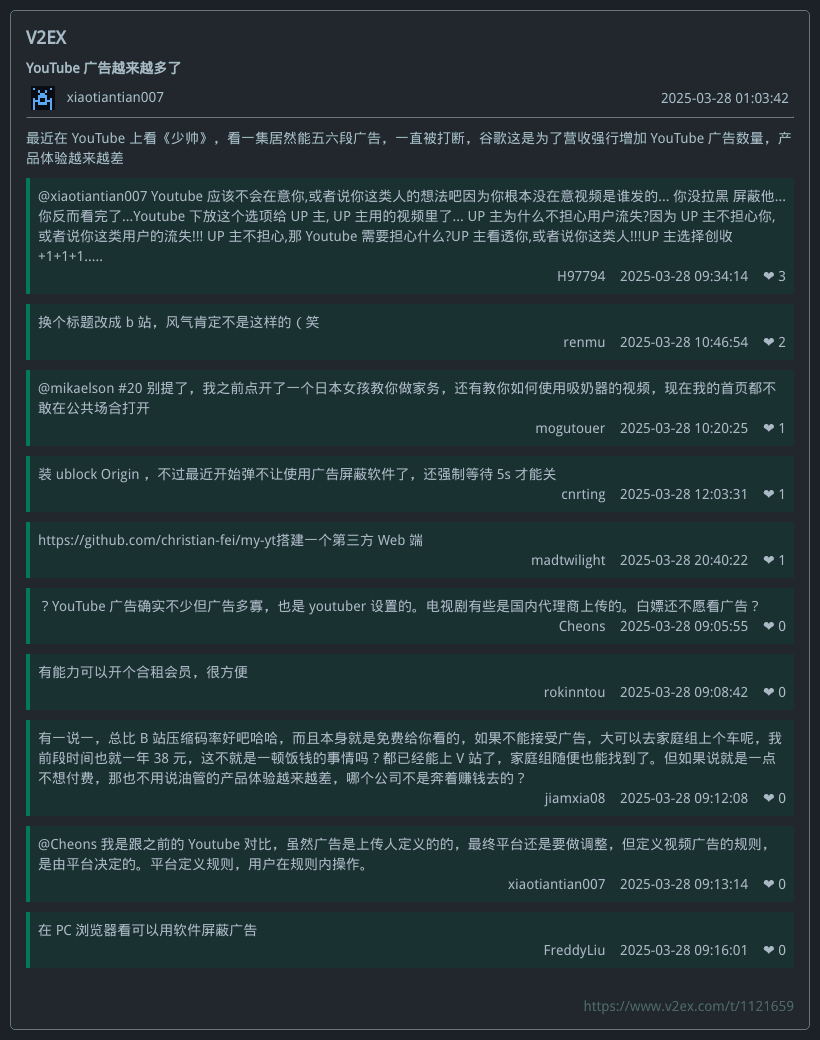 V2EX
YouTube 广告越来越多了
xiaotiantian007 2025-03-28 01:03:42
最近在 YouTube 上看《少帅》，看一集居然能五六段广告，一直被打断，谷歌这是为了营收强行增加 YouTube 广告数量，产
品体验越来越差
@xiaotiantian007 Youtube 应该不会在意你,或者说你这类人的想法吧因为你根本没在意视频是谁发的... 你没拉黑 屏蔽他...
你反而看完了...Youtube 下放这个选项给 UP 主, UP 主用的视频里了... UP 主为什么不担心用户流失?因为 UP 主不担心你,
或者说你这类用户的流失!!! UP 主不担心,那 Youtube 需要担心什么?UP 主看透你,或者说你这类人!!!UP 主选择创收
+1+1+1.....
H97794 2025-03-28 09:34:14 ❤ 3
换个标题改成 b 站，风气肯定不是这样的（笑
renmu 2025-03-28 10:46:54 ❤ 2
@mikaelson #20 别提了，我之前点开了一个日本女孩教你做家务，还有教你如何使用吸奶器的视频，现在我的首页都不
敢在公共场合打开
mogutouer 2025-03-28 10:20:25 ❤ 1
装 ublock Origin ，不过最近开始弹不让使用广告屏蔽软件了，还强制等待 5s 才能关
cnrting 2025-03-28 12:03:31 ❤ 1
https://github.com/christian-fei/my-yt搭建一个第三方 Web 端
madtwilight 2025-03-28 20:40:22 ❤ 1
？YouTube 广告确实不少但广告多寡，也是 youtuber 设置的。电视剧有些是国内代理商上传的。白嫖还不愿看广告？
Cheons 2025-03-28 09:05:55 ❤ 0
有能力可以开个合租会员，很方便
rokinntou 2025-03-28 09:08:42 ❤ 0
有一说一，总比 B 站压缩码率好吧哈哈，而且本身就是免费给你看的，如果不能接受广告，大可以去家庭组上个车呢，我
前段时间也就一年 38 元，这不就是一顿饭钱的事情吗？都已经能上 V 站了，家庭组随便也能找到了。但如果说就是一点
不想付费，那也不用说油管的产品体验越来越差，哪个公司不是奔着赚钱去的？
jiamxia08 2025-03-28 09:12:08 ❤ 0
@Cheons 我是跟之前的 Youtube 对比，虽然广告是上传人定义的的，最终平台还是要做调整，但定义视频广告的规则，
是由平台决定的。平台定义规则，用户在规则内操作。
xiaotiantian007 2025-03-28 09:13:14 ❤ 0
在 PC 浏览器看可以用软件屏蔽广告
FreddyLiu 2025-03-28 09:16:01 ❤ 0
https://www.v2ex.com/t/1121659